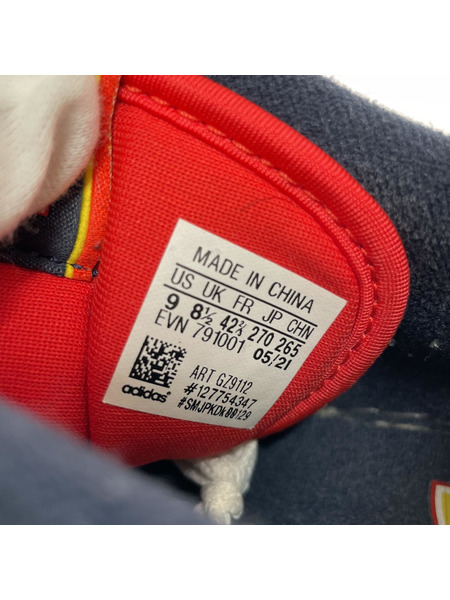 MADE IN CHINA
US UK FR JP CHN
9 8½ 42⅔ 270 265
EVN 791001 05/21
ART GZ9112
#127754347
adidas